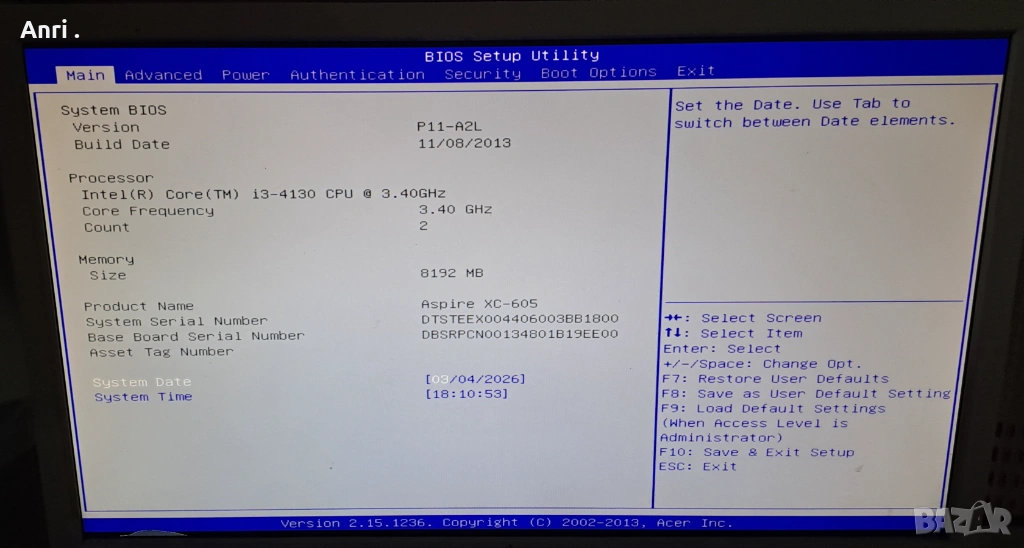 Anri .
BIOS Setup Utility
Main Advanced Power Authentication Security Boot Options Exit
System BIOS
Version P11-A2L
Build Date 11/08/2013
Processor
Intel(R) Core(TM) i3-4130 CPU @ 3.40GHz
Core Frequency 3.40 GHz
Count 2
Memory
Size 8192 MB
Product Name Aspire XC-605
System Serial Number DTSTEEX004406003BB1800
Base Board Serial Number DBSRPCN00134801B19EE00
Asset Tag Number
System Date [03/04/2026]
System Time [18:10:53]
Set the Date. Use Tab to
switch between Date elements.
→←: Select Screen
↑↓: Select Item
Enter: Select
+/-/Space: Change Opt.
F7: Restore User Defaults
F8: Save as User Default Setting
F9: Load Default Settings
(When Access Level is
Administrator)
F10: Save & Exit Setup
ESC: Exit
Version 2.15.1236. Copyright (C) 2002-2013, Acer Inc.
BAZAR